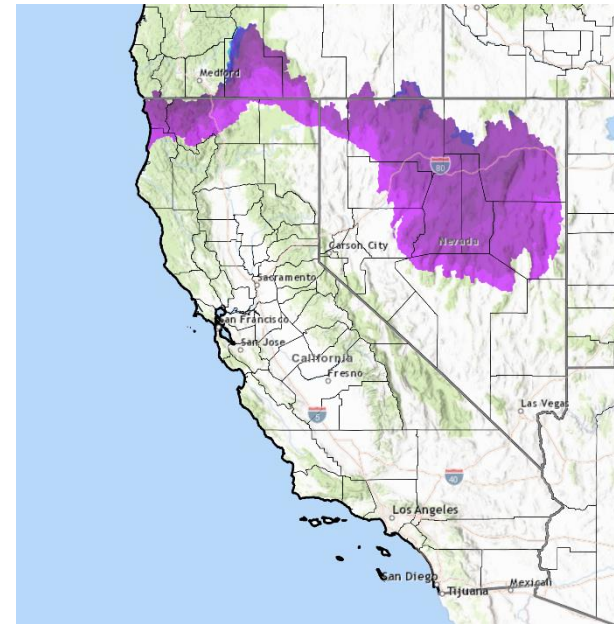 Medford
80
Nevada
Carson City
Sacramento
San Francisco
San Jose
California
Fresno
5
Las Vegas
40
Los Angeles
San Diego
Tijuana
Mexicali